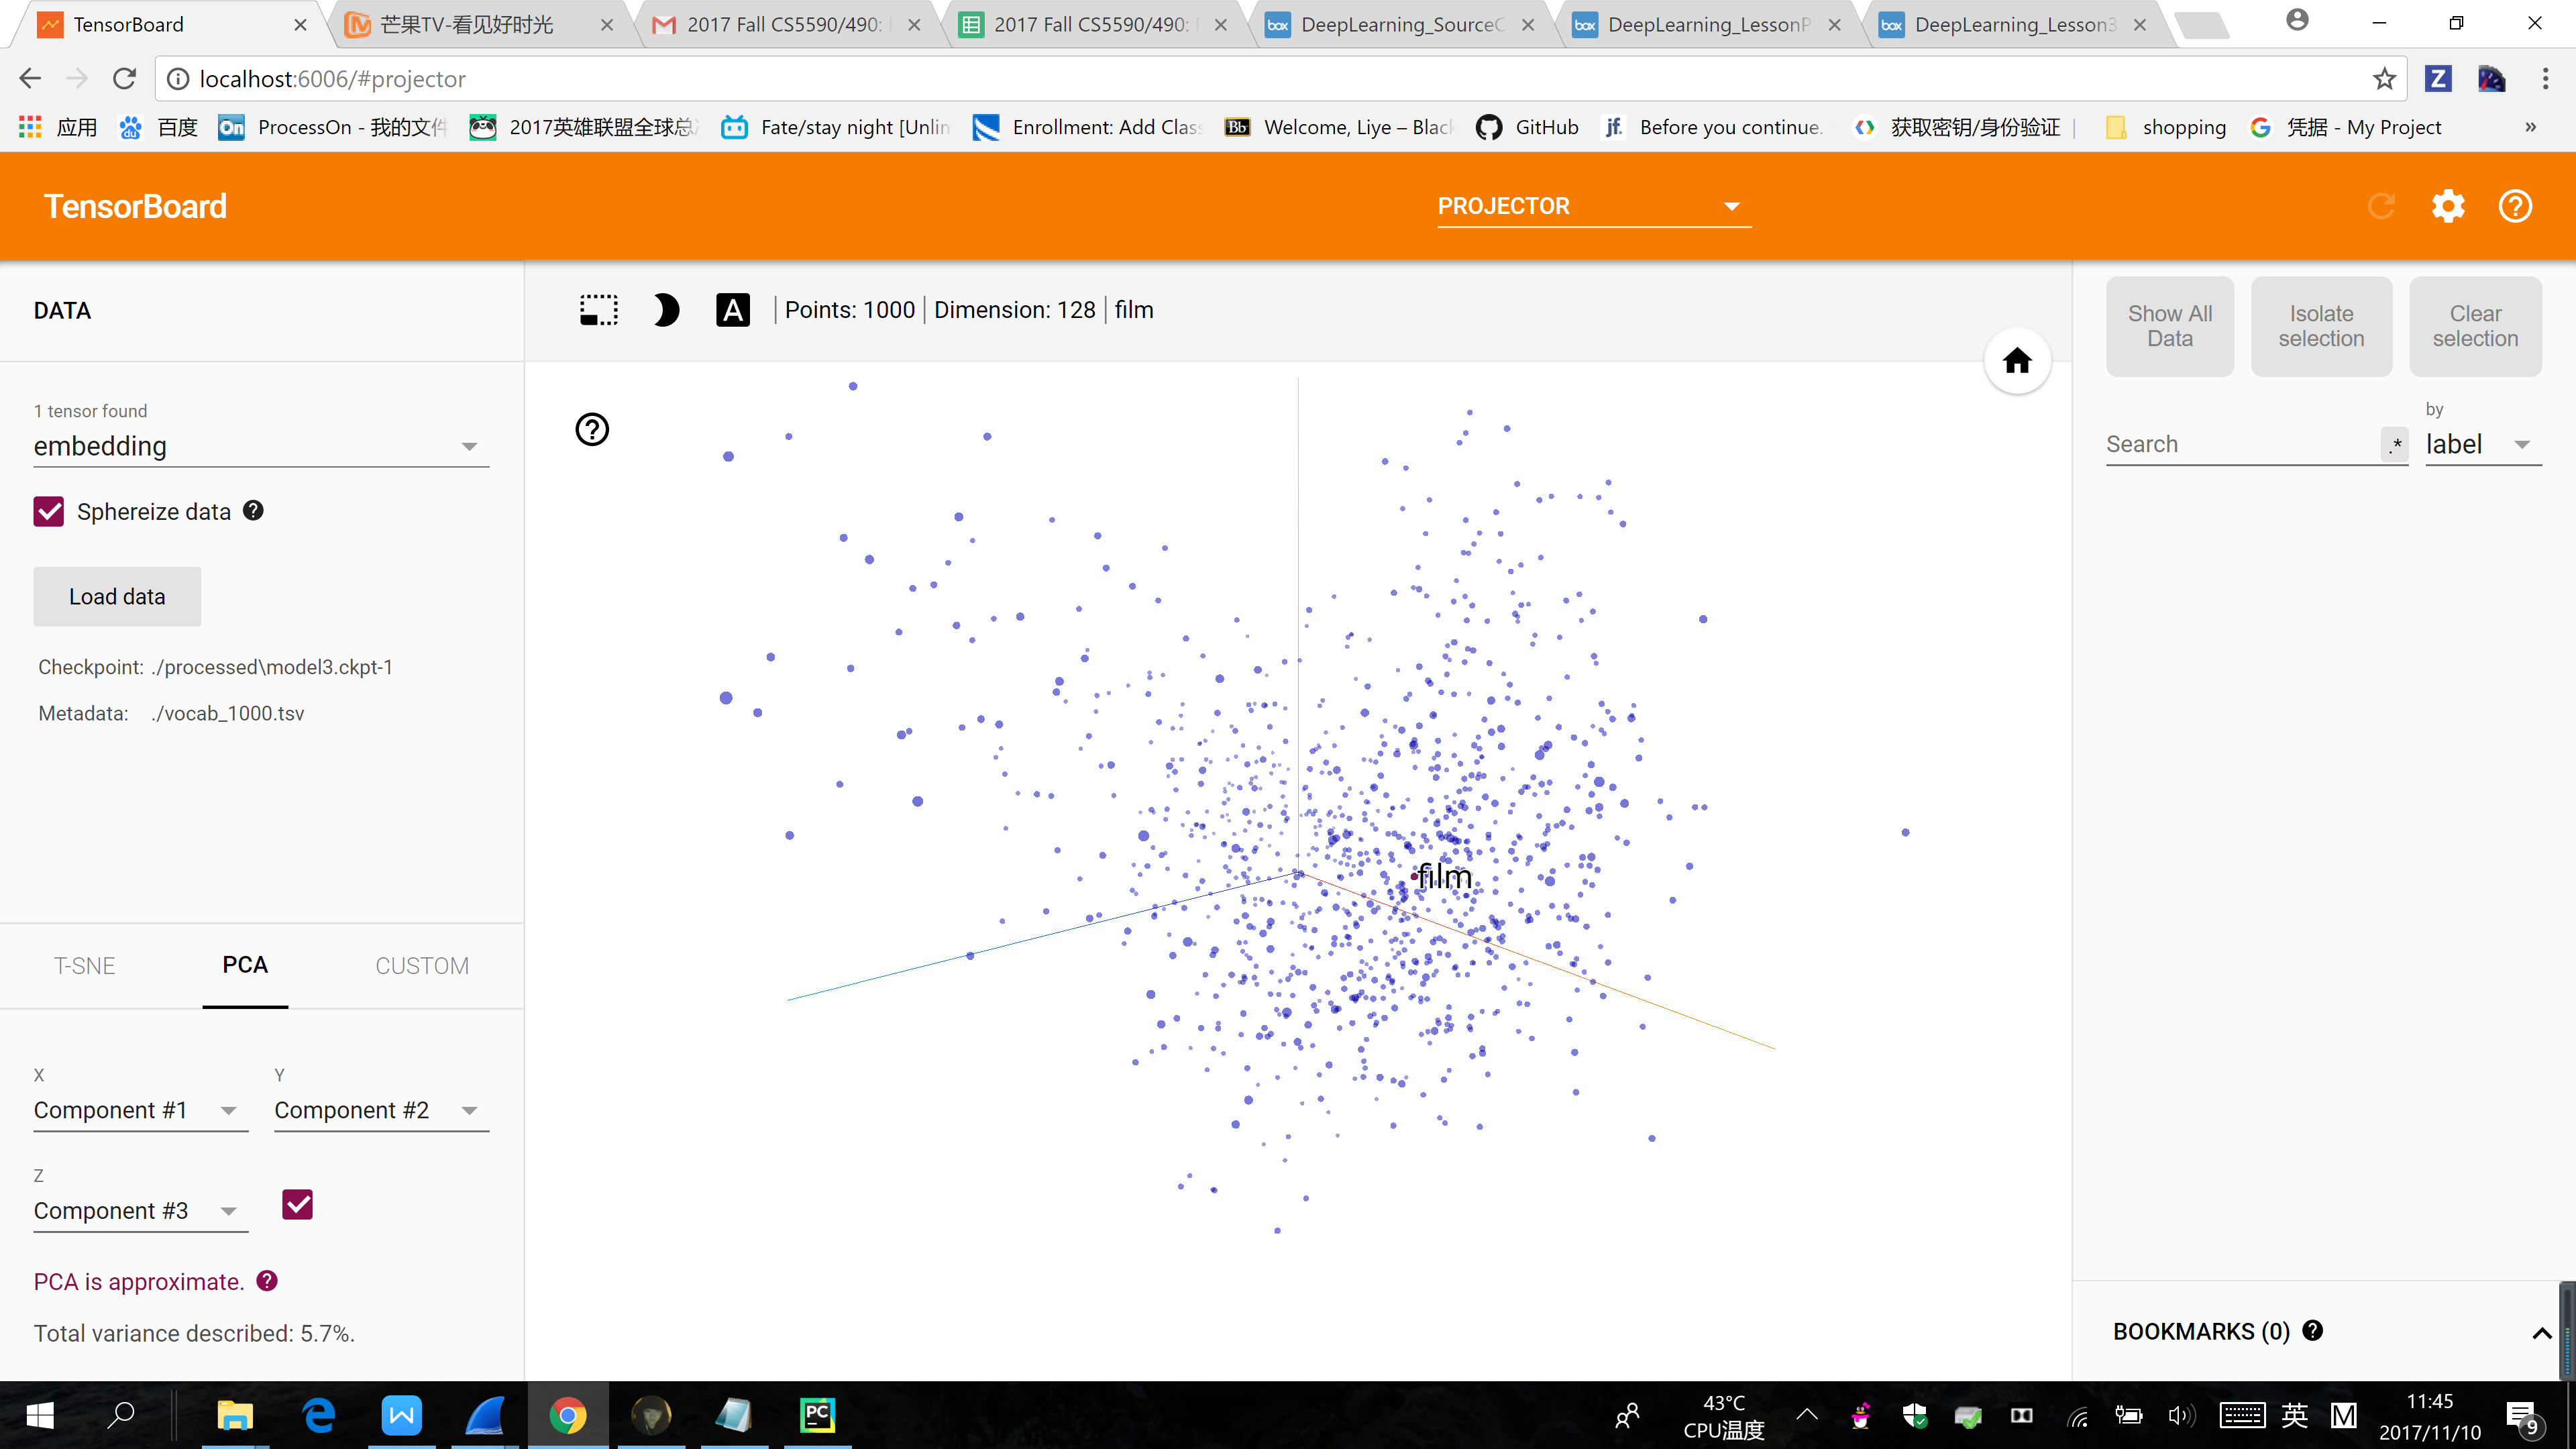 TensorBoard
芒果TV-看见好时光
2017 Fall CS5590/490:
2017 Fall CS5590/490:
DeepLearning_Source
DeepLearning_Lesson
DeepLearning_Lesson3
localhost:6006/#projector
应用
百度
ProcessOn - 我的文件
2017英雄联盟全球总
Fate/stay night [Unlim
Enrollment: Add Class
Welcome, Liye – Black
GitHub
Before you continue.
获取密钥/身份验证
shopping
凭据 - My Project
»
TensorBoard
PROJECTOR
DATA
Points: 1000 | Dimension: 128 | film
Show All Data
Isolate selection
Clear selection
1 tensor found
embedding
by
Search
.*
label
Sphereize data
Load data
Checkpoint: ./processed\model3.ckpt-1
Metadata: ./vocab_1000.tsv
film
T-SNE
PCA
CUSTOM
X
Y
Component #1
Component #2
Z
Component #3
PCA is approximate.
Total variance described: 5.7%.
BOOKMARKS (0)
43°C
CPU温度
英
11:45
2017/11/10
9